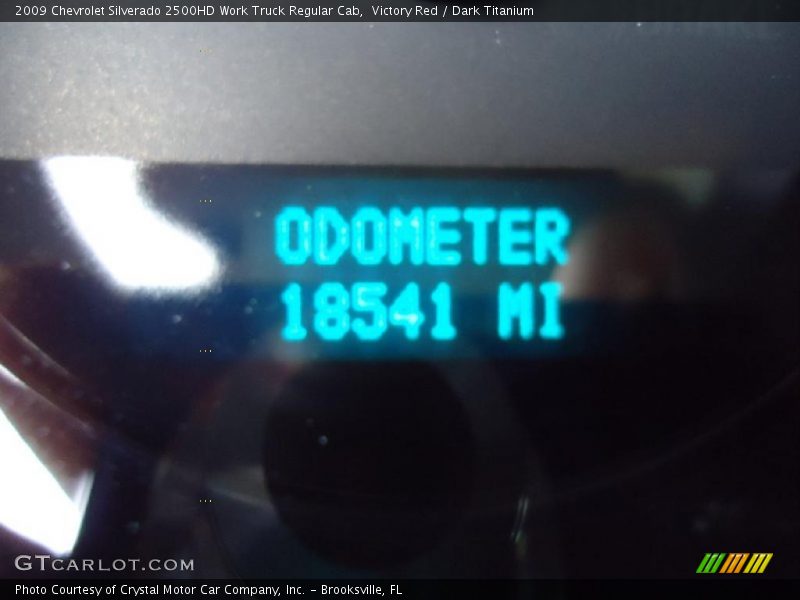 2009 Chevrolet Silverado 2500HD Work Truck Regular Cab,  Victory Red / Dark Titanium
ODOMETER
18541 MI
GTCARLOT.COM
Photo Courtesy of Crystal Motor Car Company, Inc. – Brooksville, FL